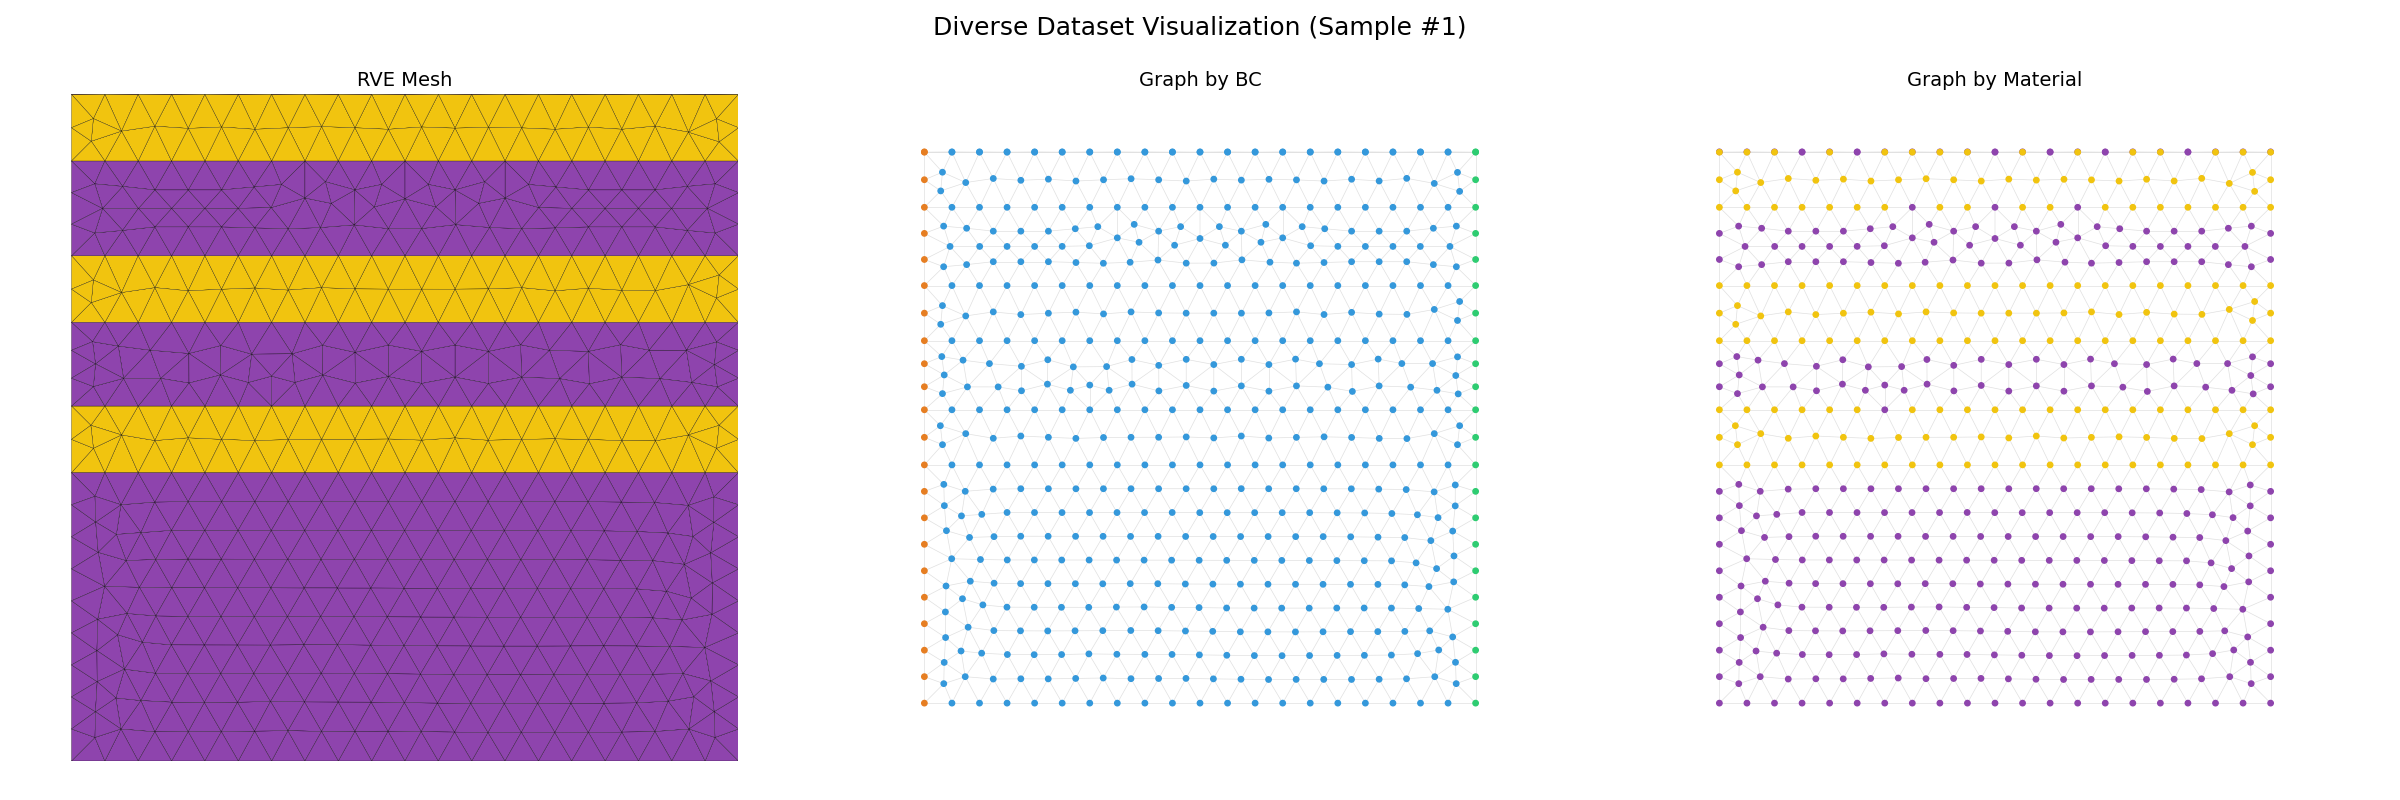 Diverse Dataset Visualization (Sample #1)
RVE Mesh
Graph by BC
Graph by Material